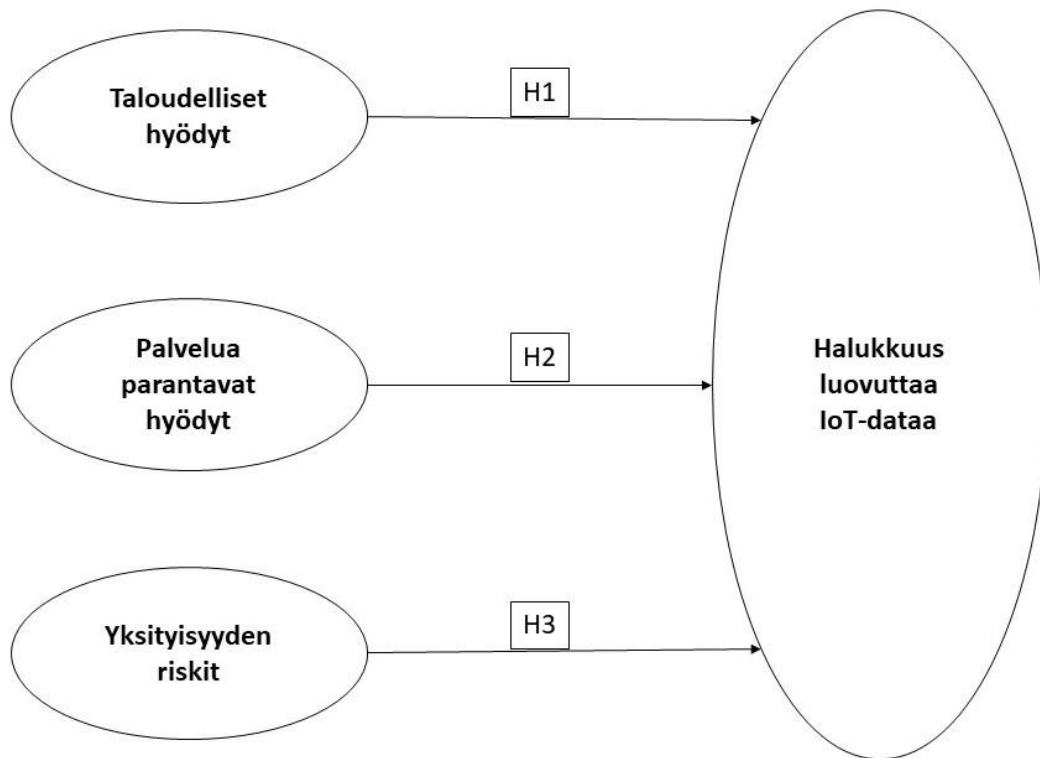 Taloudelliset
hyödyt
H1
Palvelua
parantavat
hyödyt
H2
Halukkuus
luovuttaa
IoT-dataa
Yksityisyyden
riskit
H3